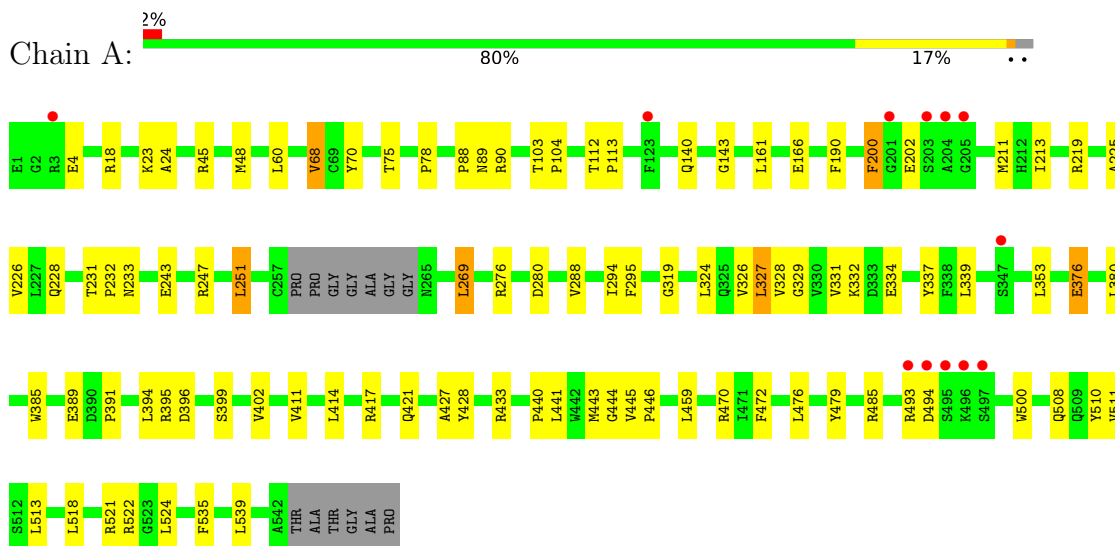 2%
Chain A:
80% 17% • •
E1 G2 R3 E4 R18 K23 A24 R45 M48 L60 V68 C69 Y70 T75 P78 P88 N89 R90 T103 P104 T112 P113 F123 Q140 G143 L161 E166 F190 F200 G201 E202 S203 A204 G205 M211 H212 I213 R219 A225
V226 L227 Q228 T231 P232 N233 E243 R247 L251 C257 PRO PRO GLY GLY ALA GLY GLY N265 L269 R276 D280 V288 I294 F295 G319 L324 Q325 V326 L327 V328 G329 V330 V331 K332 D333 E334 Y337 F338 L339 S347 L353 E376
W385 E389 D390 P391 L394 R395 D396 S399 V402 V411 L414 R417 Q421 A427 Y428 R433 P440 L441 W442 M443 G444 V445 P446 L459 R470 I471 F472 L476 Y479 R485 R493 D494 S495 K496 S497 W500 Q508 Q509 Y510
S512 L513 L518 R521 R522 G523 L524 F535 L539 A542 THR ALA THR GLY ALA PRO